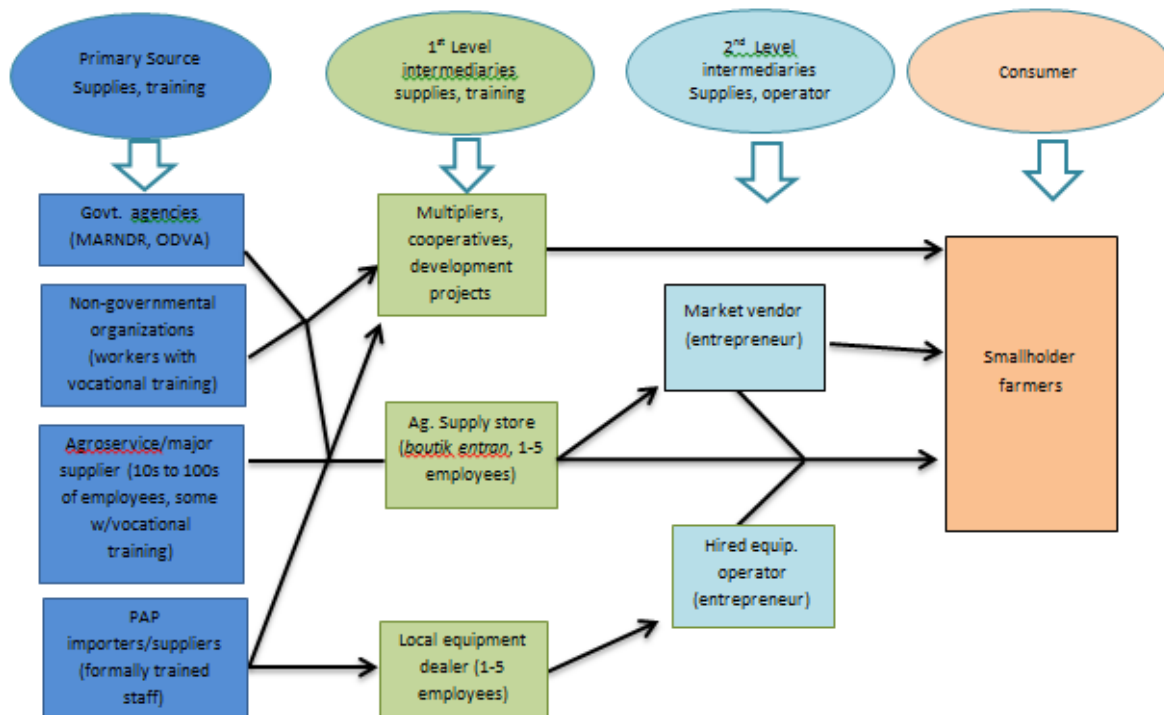 Primary Source
Supplies, training
1st Level
intermediaries
supplies, training
2nd Level
intermediaries
Supplies, operator
Consumer
Govt. agencies
(MARNDR, ODVA)
Non-governmental
organizations
(workers with
vocational training)
Agroservice/major
supplier (10s to 100s
of employees, some
w/vocational
training)
PAP
importers/suppliers
(formally trained
staff)
Multipliers,
cooperatives,
development
projects
Ag. Supply store
(boutik entran, 1-5
employees)
Local equipment
dealer (1-5
employees)
Market vendor
(entrepreneur)
Hired equip.
operator
(entrepreneur)
Smallholder
farmers